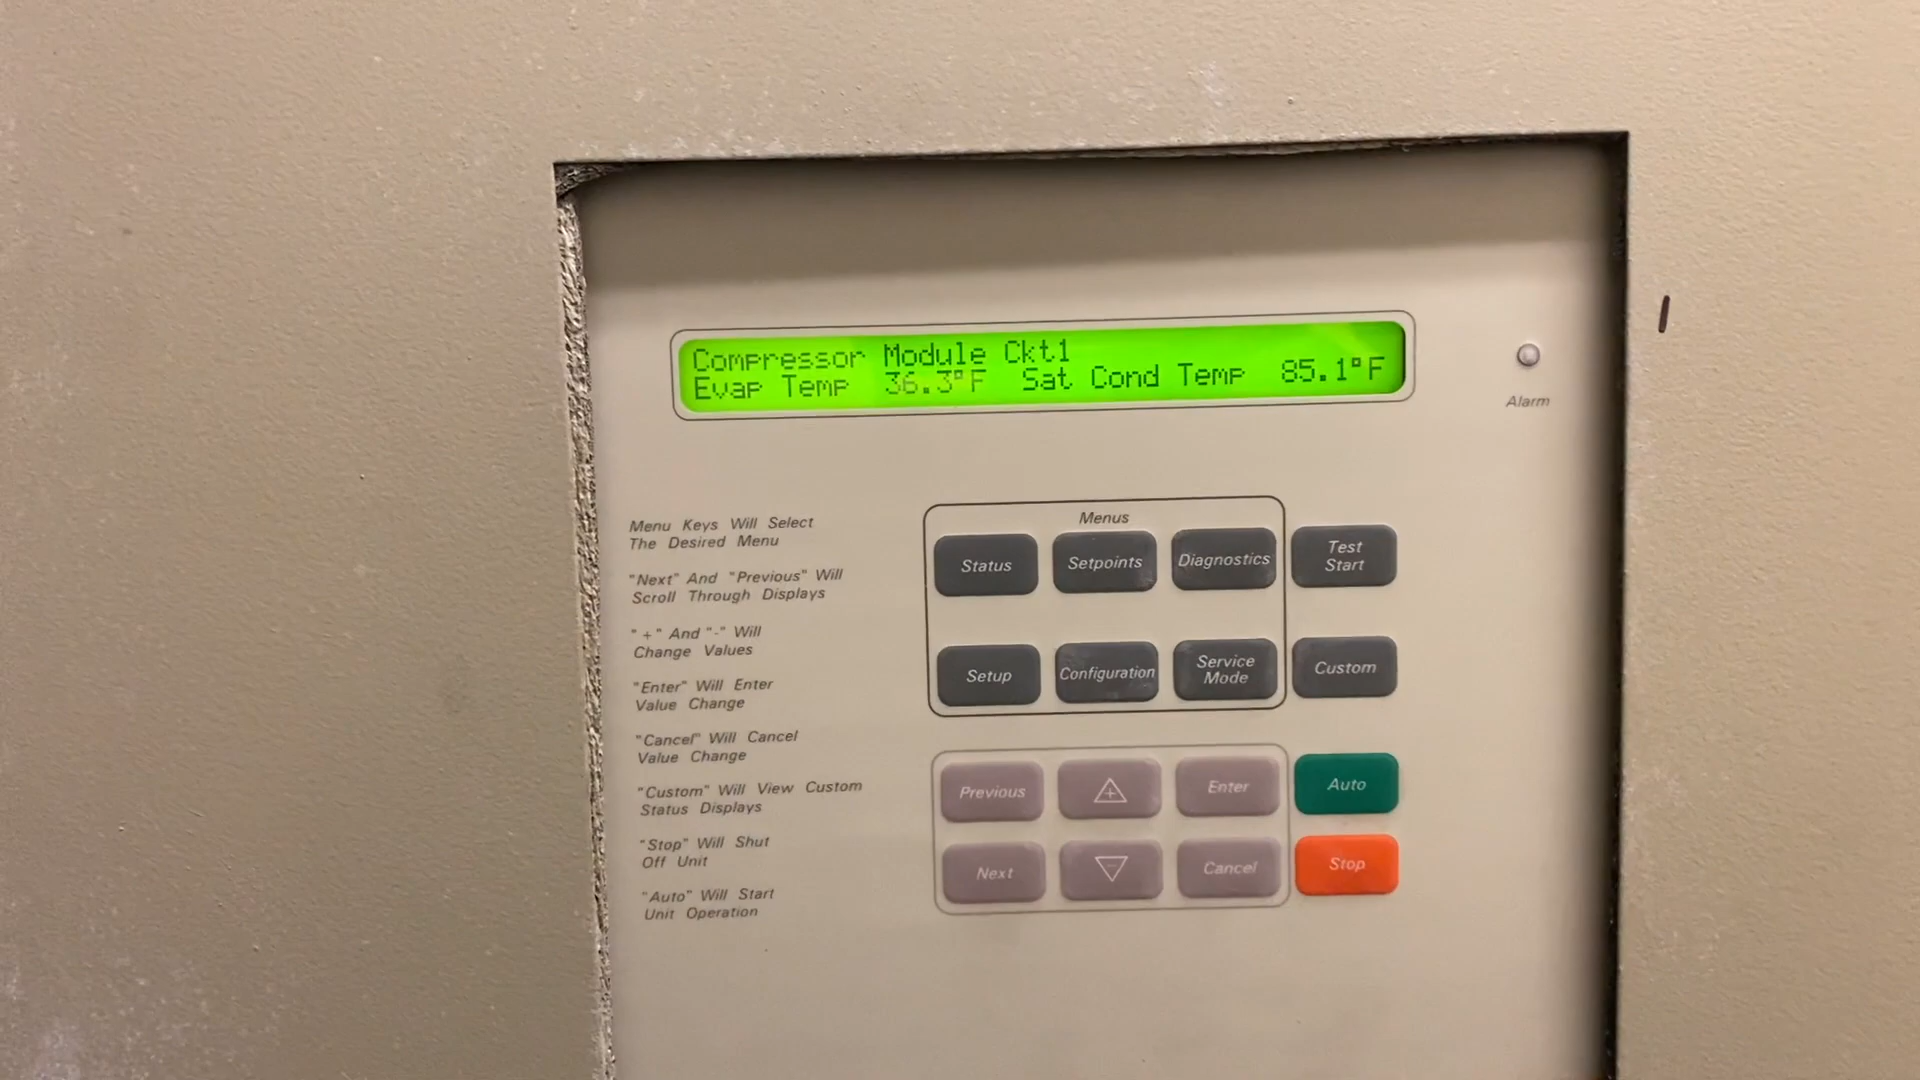 Compressor Module Ckt1
Evap Temp 36.3°F Sat Cond Temp 85.1°F
Alarm
Menu Keys Will Select
The Desired Menu
"Next" And "Previous" Will
Scroll Through Displays
"+" And "-" Will
Change Values
"Enter" Will Enter
Value Change
"Cancel" Will Cancel
Value Change
"Custom" Will View Custom
Status Displays
"Stop" Will Shut
Off Unit
"Auto" Will Start
Unit Operation
Menus
Status Setpoints Diagnostics
Test
Start
Setup Configuration
Service
Mode
Custom
Previous + Enter Auto
Next - Cancel Stop